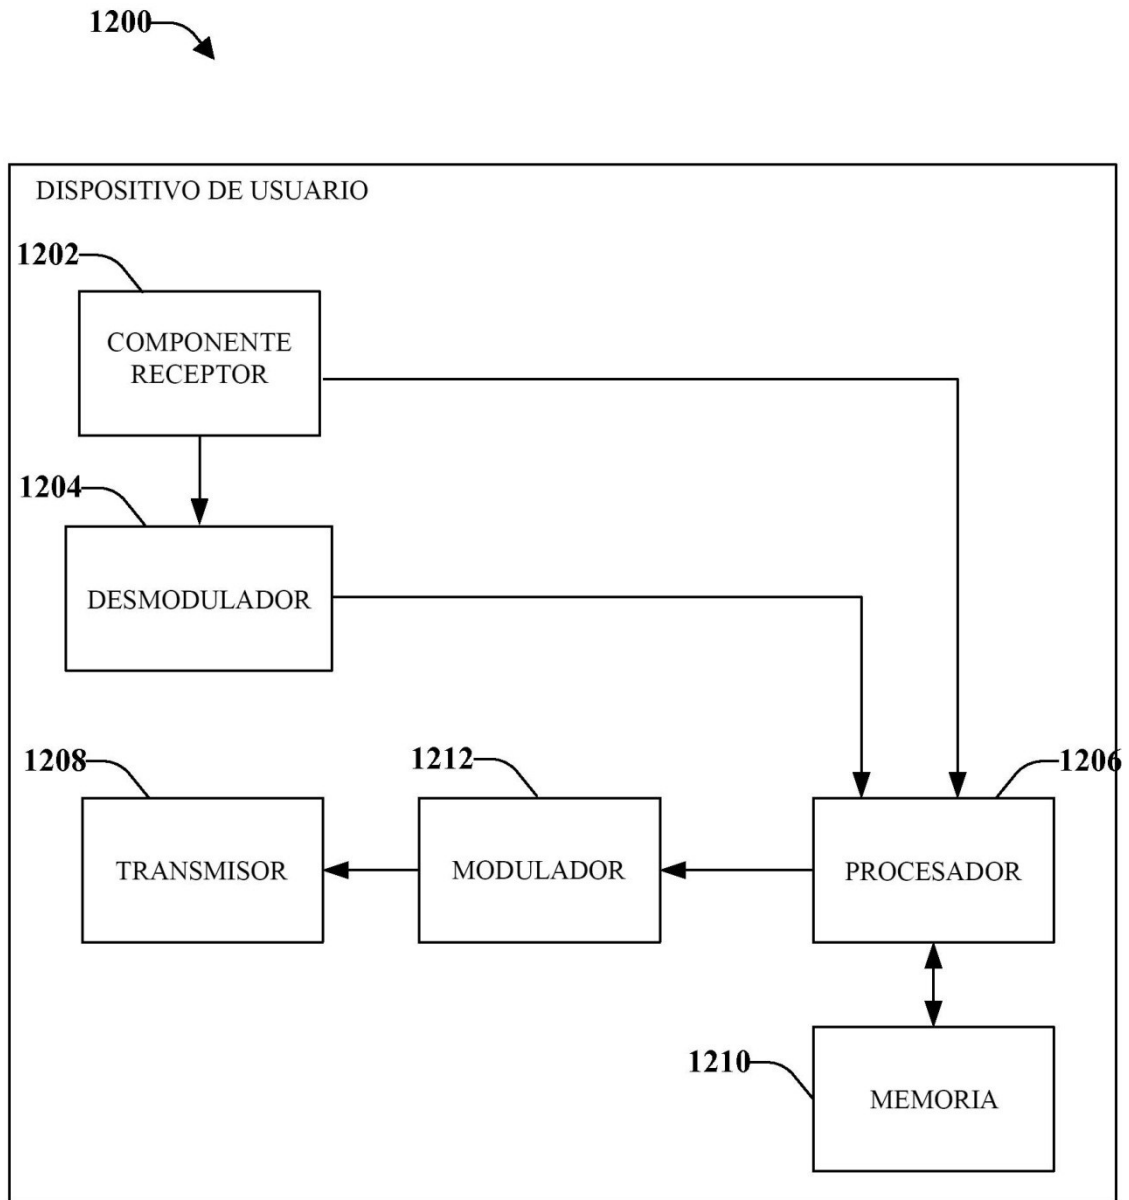 1200
DISPOSITIVO DE USUARIO
1202
COMPONENTE
RECEPTOR
1204
DESMODULADOR
1208
1212
1206
TRANSMISOR
MODULADOR
PROCESADOR
1210
MEMORIA